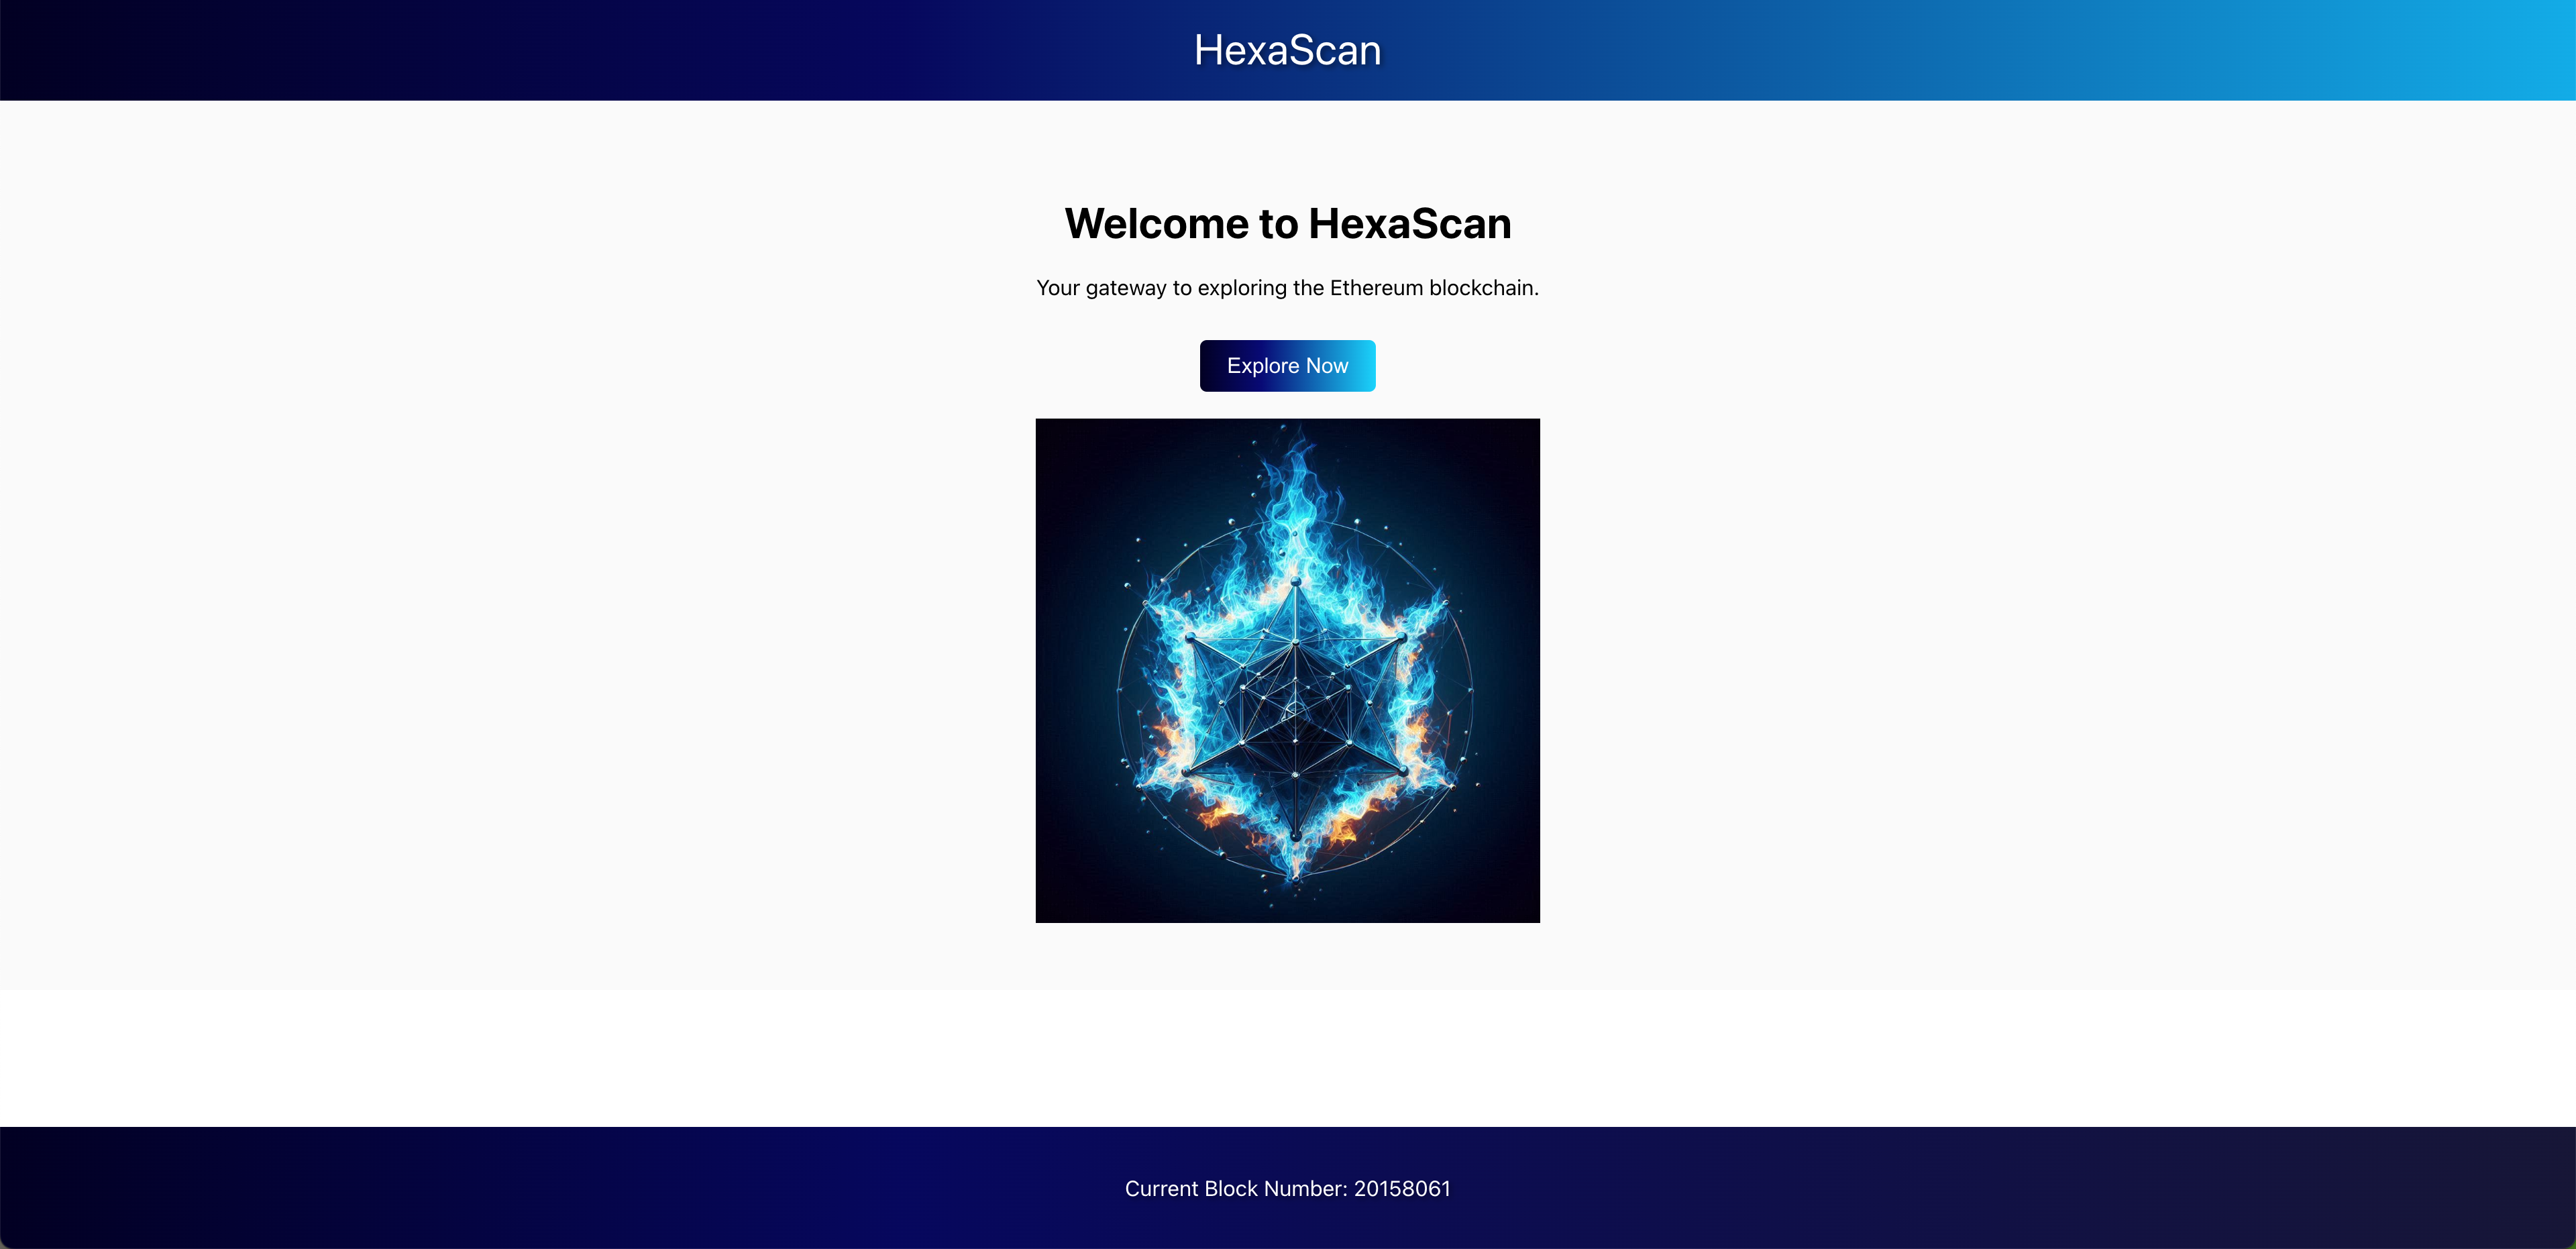 HexaScan
Welcome to HexaScan
Your gateway to exploring the Ethereum blockchain.
Explore Now
Current Block Number: 20158061